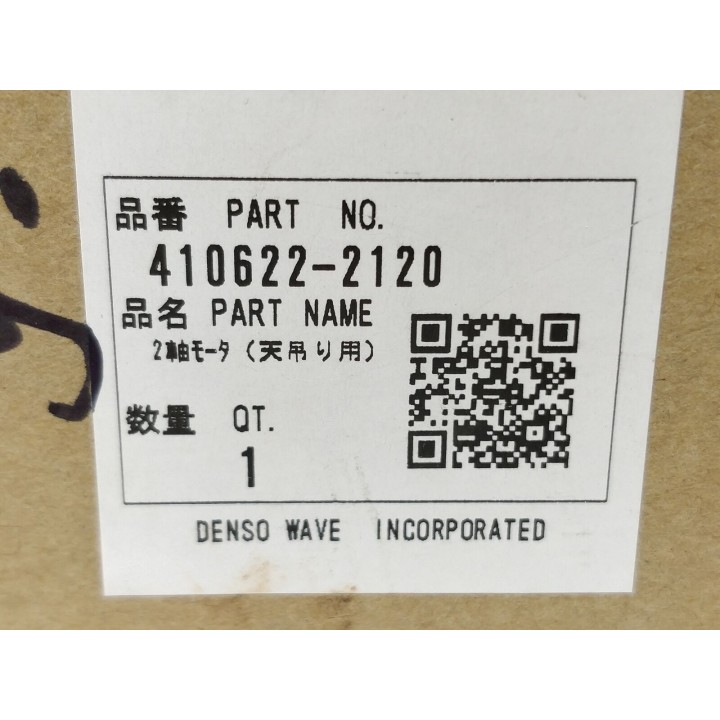 品番 PART NO.
410622-2120
品名 PART NAME
2軸モータ(天吊り用)
数量 QT.
1
DENSO WAVE INCORPORATED